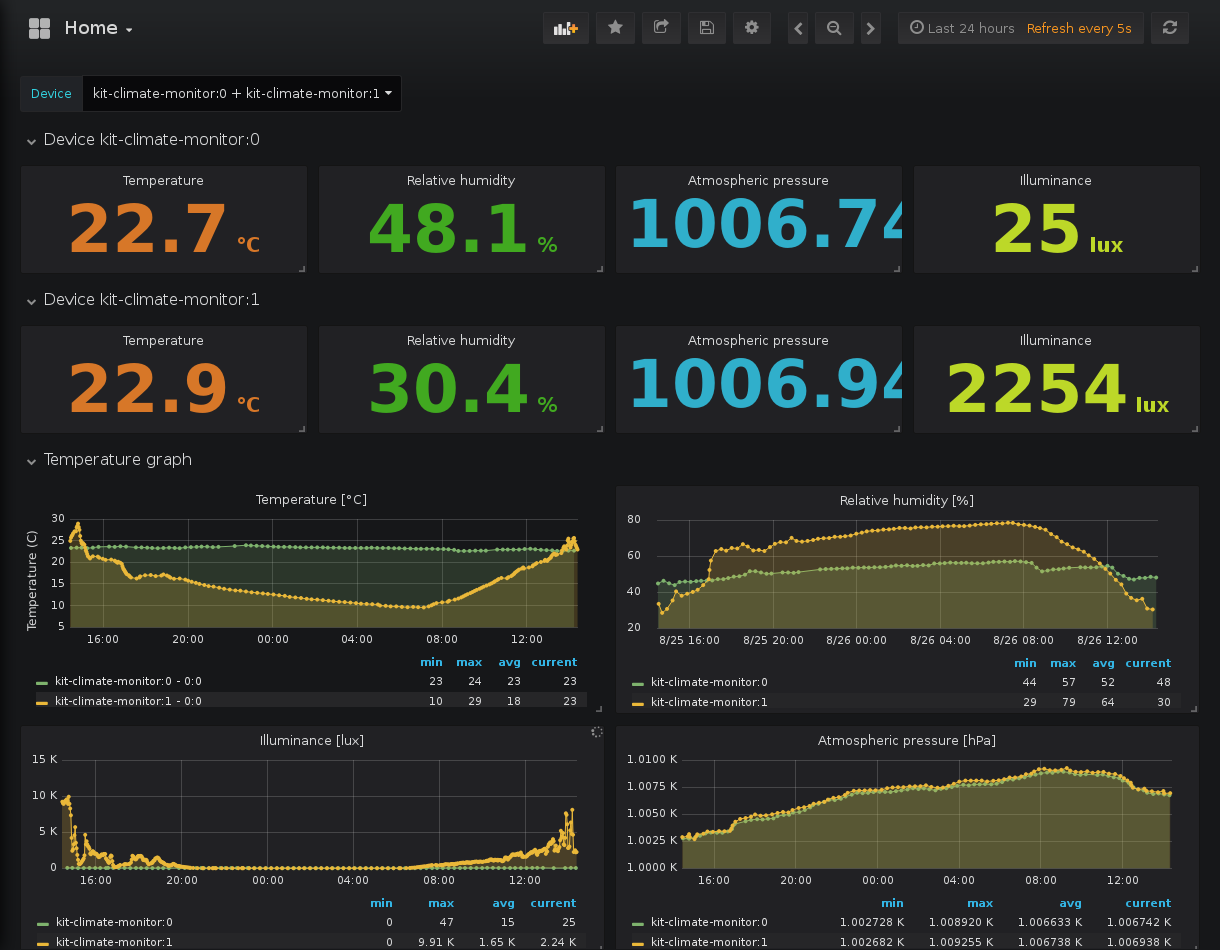 Home
Last 24 hours Refresh every 5s
Device kit-climate-monitor:0 + kit-climate-monitor:1
Device kit-climate-monitor:0
Temperature Relative humidity Atmospheric pressure Illuminance
22.7 °C 48.1 % 1006.74 25 lux
Device kit-climate-monitor:1
Temperature Relative humidity Atmospheric pressure Illuminance
22.9 °C 30.4 % 1006.94 2254 lux
Temperature graph
Temperature [°C]
Temperature (C)
30
25
20
15
10
5
16:00 20:00 00:00 04:00 08:00 12:00
min max avg current
kit-climate-monitor:0 - 0:0 23 24 23 23
kit-climate-monitor:1 - 0:0 10 29 18 23
Relative humidity [%]
80
60
40
20
8/25 16:00 8/25 20:00 8/26 00:00 8/26 04:00 8/26 08:00 8/26 12:00
min max avg current
kit-climate-monitor:0 44 57 52 48
kit-climate-monitor:1 29 79 64 30
Illuminance [lux]
15 K
10 K
5 K
0
16:00 20:00 00:00 04:00 08:00 12:00
min max avg current
kit-climate-monitor:0 0 47 15 25
kit-climate-monitor:1 0 9.91 K 1.65 K 2.24 K
Atmospheric pressure [hPa]
1.0100 K
1.0075 K
1.0050 K
1.0025 K
1.0000 K
16:00 20:00 00:00 04:00 08:00 12:00
min max avg current
kit-climate-monitor:0 1.002728 K 1.008920 K 1.006633 K 1.006742 K
kit-climate-monitor:1 1.002682 K 1.009255 K 1.006738 K 1.006938 K